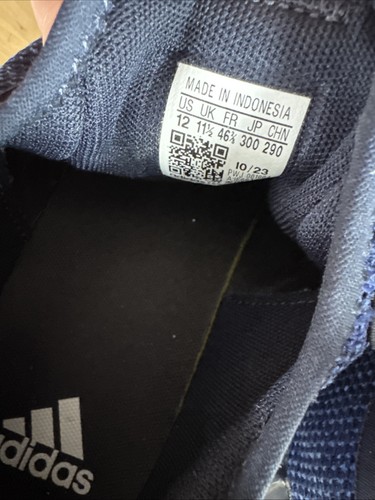 MADE IN INDONESIA
US UK FR JP CHN
12 11½ 46⅔ 300 290
10/23
adidas